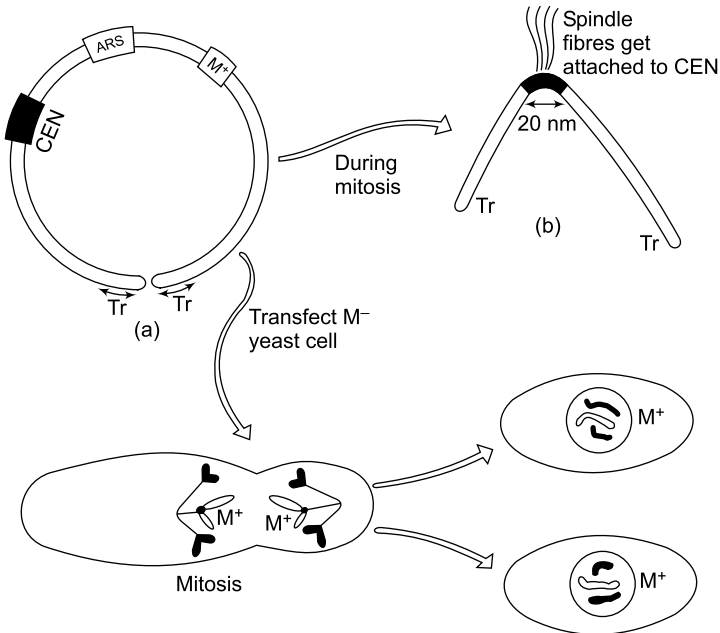 ARS
M⁺
CEN
Tr
Tr
(a)
During
mitosis
Spindle
fibres get
attached to CEN
20 nm
Tr
Tr
(b)
Transfect M⁻
yeast cell
M⁺
M⁺
Mitosis
M⁺
M⁺